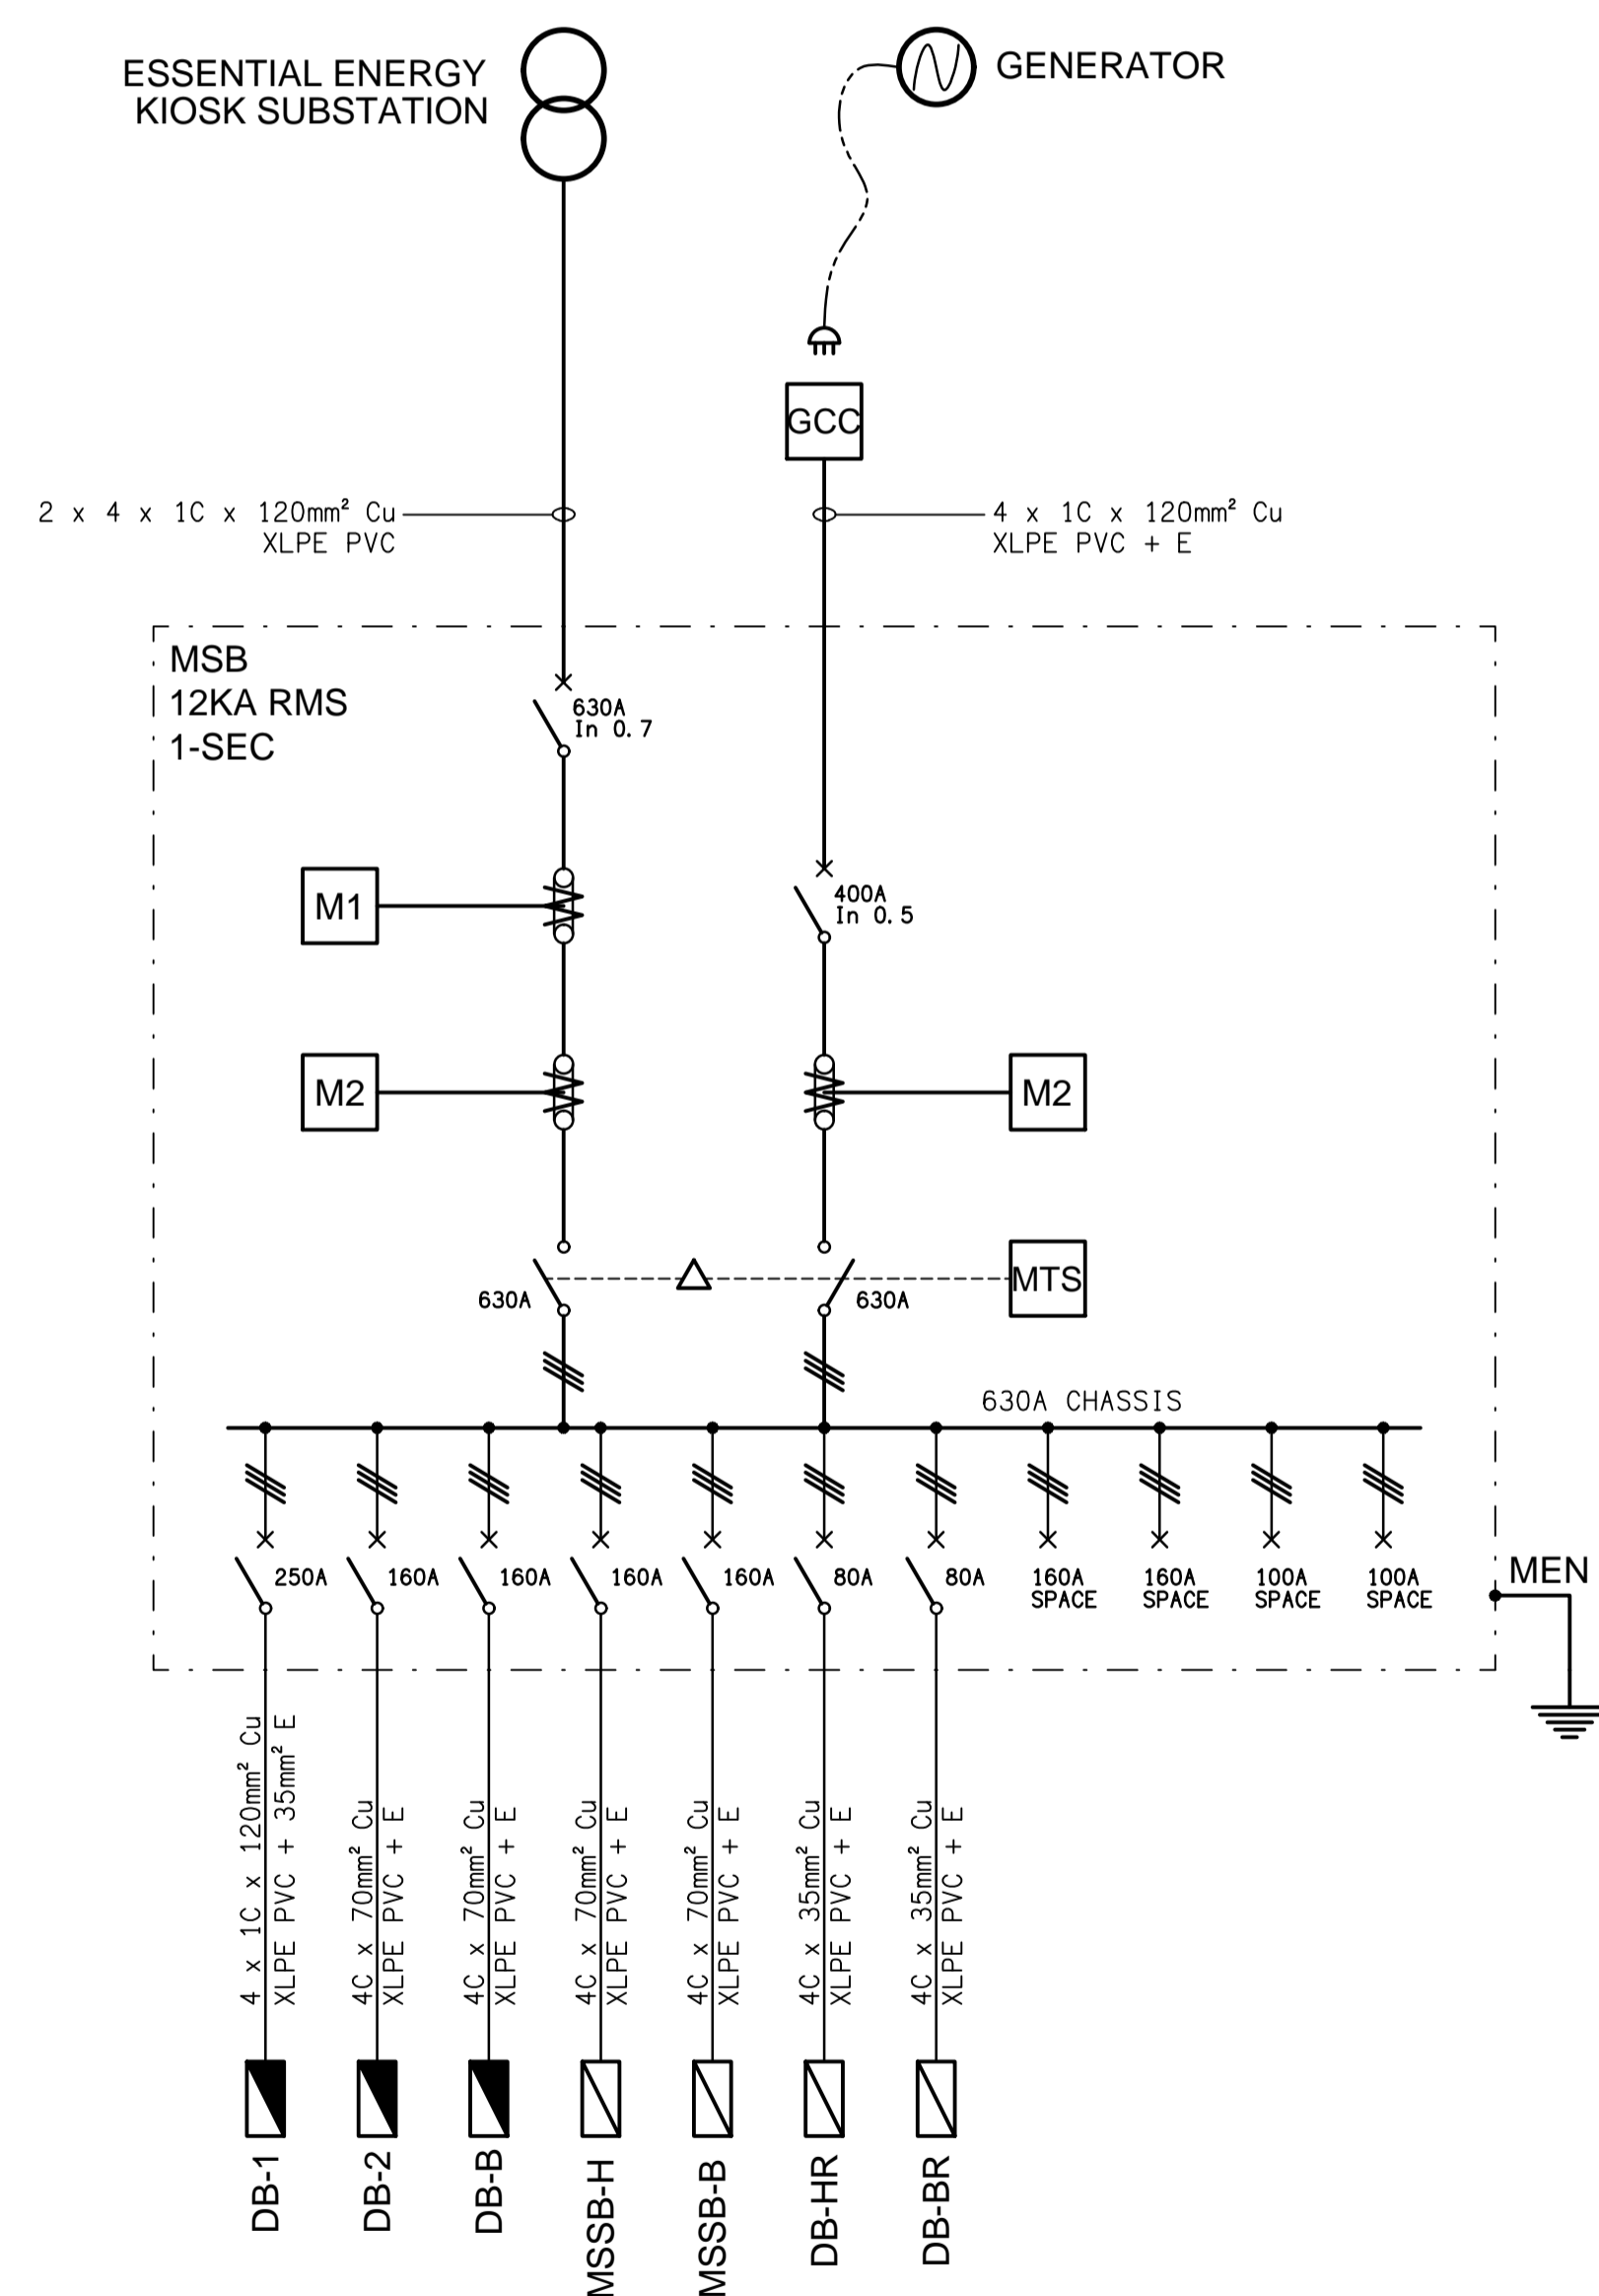 ESSENTIAL ENERGY
KIOSK SUBSTATION
GENERATOR
GCC
2 x 4 x 1C x 120mm² Cu
XLPE PVC
4 x 1C x 120mm² Cu
XLPE PVC + E
MSB
12KA RMS
1-SEC
630A
In 0.7
M1
400A
In 0.5
M2
M2
MTS
630A
630A
630A CHASSIS
250A
160A
160A
160A
160A
80A
80A
160A
SPACE
160A
SPACE
100A
SPACE
100A
SPACE
MEN
4 x 1C x 120mm² Cu
XLPE PVC + 35mm² E
4C x 70mm² Cu
XLPE PVC + E
4C x 70mm² Cu
XLPE PVC + E
4C x 70mm² Cu
XLPE PVC + E
4C x 70mm² Cu
XLPE PVC + E
4C x 35mm² Cu
XLPE PVC + E
4C x 35mm² Cu
XLPE PVC + E
DB-1
DB-2
DB-B
MSSB-H
MSSB-B
DB-HR
DB-BR